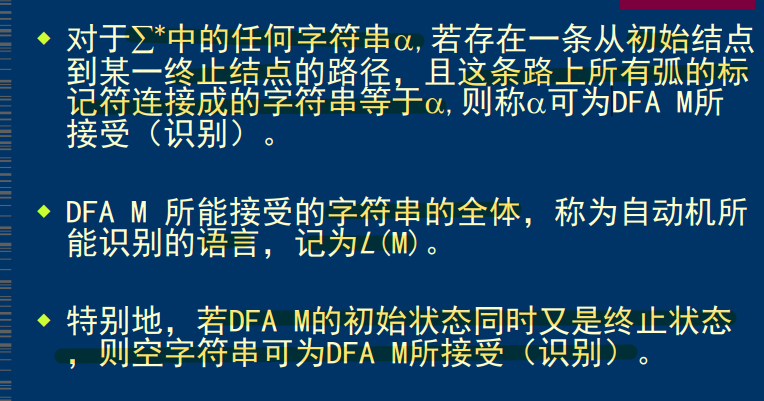 对于∑*中的任何字符串α,若存在一条从初始结点
到某一终止结点的路径，且这条路上所有弧的标
记符连接成的字符串等于α,则称α可为DFA M所
接受（识别）。
DFA M 所能接受的字符串的全体，称为自动机所
能识别的语言，记为L(M)。
特别地，若DFA M的初始状态同时又是终止状态
，则空字符串可为DFA M所接受（识别）。